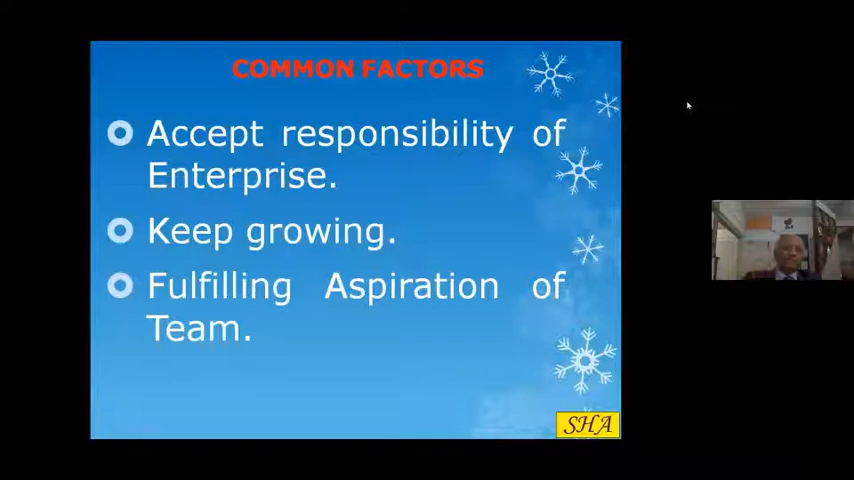 COMMON FACTORS
Accept responsibility of
Enterprise.
Keep growing.
Fulfilling Aspiration of
Team.
SHA